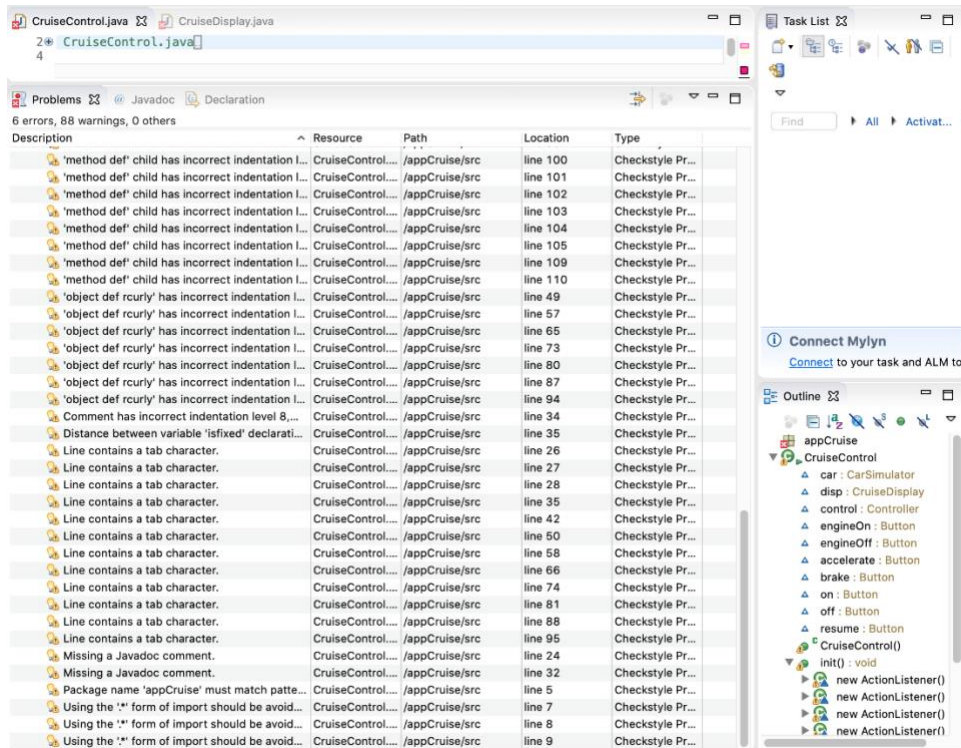 CruiseControl.java CruiseDisplay.java
2 CruiseControl.java
4
Problems Javadoc Declaration
6 errors, 88 warnings, 0 others
Description Resource Path Location Type
'method def' child has incorrect indentation l... CruiseControl.... /appCruise/src line 100 Checkstyle Pr...
'method def' child has incorrect indentation l... CruiseControl.... /appCruise/src line 101 Checkstyle Pr...
'method def' child has incorrect indentation l... CruiseControl.... /appCruise/src line 102 Checkstyle Pr...
'method def' child has incorrect indentation l... CruiseControl.... /appCruise/src line 103 Checkstyle Pr...
'method def' child has incorrect indentation l... CruiseControl.... /appCruise/src line 104 Checkstyle Pr...
'method def' child has incorrect indentation l... CruiseControl.... /appCruise/src line 105 Checkstyle Pr...
'method def' child has incorrect indentation l... CruiseControl.... /appCruise/src line 109 Checkstyle Pr...
'method def' child has incorrect indentation l... CruiseControl.... /appCruise/src line 110 Checkstyle Pr...
'object def rcurly' has incorrect indentation l... CruiseControl.... /appCruise/src line 49 Checkstyle Pr...
'object def rcurly' has incorrect indentation l... CruiseControl.... /appCruise/src line 57 Checkstyle Pr...
'object def rcurly' has incorrect indentation l... CruiseControl.... /appCruise/src line 65 Checkstyle Pr...
'object def rcurly' has incorrect indentation l... CruiseControl.... /appCruise/src line 73 Checkstyle Pr...
'object def rcurly' has incorrect indentation l... CruiseControl.... /appCruise/src line 80 Checkstyle Pr...
'object def rcurly' has incorrect indentation l... CruiseControl.... /appCruise/src line 87 Checkstyle Pr...
'object def rcurly' has incorrect indentation l... CruiseControl.... /appCruise/src line 94 Checkstyle Pr...
Comment has incorrect indentation level 8,... CruiseControl.... /appCruise/src line 34 Checkstyle Pr...
Distance between variable 'isfixed' declarati... CruiseControl.... /appCruise/src line 35 Checkstyle Pr...
Line contains a tab character. CruiseControl.... /appCruise/src line 26 Checkstyle Pr...
Line contains a tab character. CruiseControl.... /appCruise/src line 27 Checkstyle Pr...
Line contains a tab character. CruiseControl.... /appCruise/src line 28 Checkstyle Pr...
Line contains a tab character. CruiseControl.... /appCruise/src line 35 Checkstyle Pr...
Line contains a tab character. CruiseControl.... /appCruise/src line 42 Checkstyle Pr...
Line contains a tab character. CruiseControl.... /appCruise/src line 50 Checkstyle Pr...
Line contains a tab character. CruiseControl.... /appCruise/src line 58 Checkstyle Pr...
Line contains a tab character. CruiseControl.... /appCruise/src line 66 Checkstyle Pr...
Line contains a tab character. CruiseControl.... /appCruise/src line 74 Checkstyle Pr...
Line contains a tab character. CruiseControl.... /appCruise/src line 81 Checkstyle Pr...
Line contains a tab character. CruiseControl.... /appCruise/src line 88 Checkstyle Pr...
Line contains a tab character. CruiseControl.... /appCruise/src line 95 Checkstyle Pr...
Missing a Javadoc comment. CruiseControl.... /appCruise/src line 24 Checkstyle Pr...
Missing a Javadoc comment. CruiseControl.... /appCruise/src line 32 Checkstyle Pr...
Package name 'appCruise' must match patte... CruiseControl.... /appCruise/src line 5 Checkstyle Pr...
Using the '.*' form of import should be avoid... CruiseControl.... /appCruise/src line 7 Checkstyle Pr...
Using the '.*' form of import should be avoid... CruiseControl.... /appCruise/src line 8 Checkstyle Pr...
Using the '.*' form of import should be avoid... CruiseControl.... /appCruise/src line 9 Checkstyle Pr...
Task List
Find All Activat...
Connect Mylyn
Connect to your task and ALM to
Outline
appCruise
CruiseControl
car : CarSimulator
disp : CruiseDisplay
control : Controller
engineOn : Button
engineOff : Button
accelerate : Button
brake : Button
on : Button
off : Button
resume : Button
CruiseControl()
init() : void
new ActionListener()
new ActionListener()
new ActionListener()
new ActionListener()